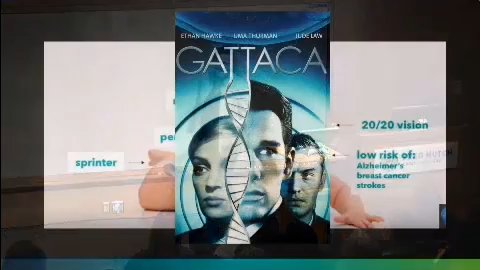 ETHAN HAWKE UMA THURMAN JUDE LAW
GATTACA
20/20 vision
sprinter
low risk of:
Alzheimer's
breast cancer
strokes